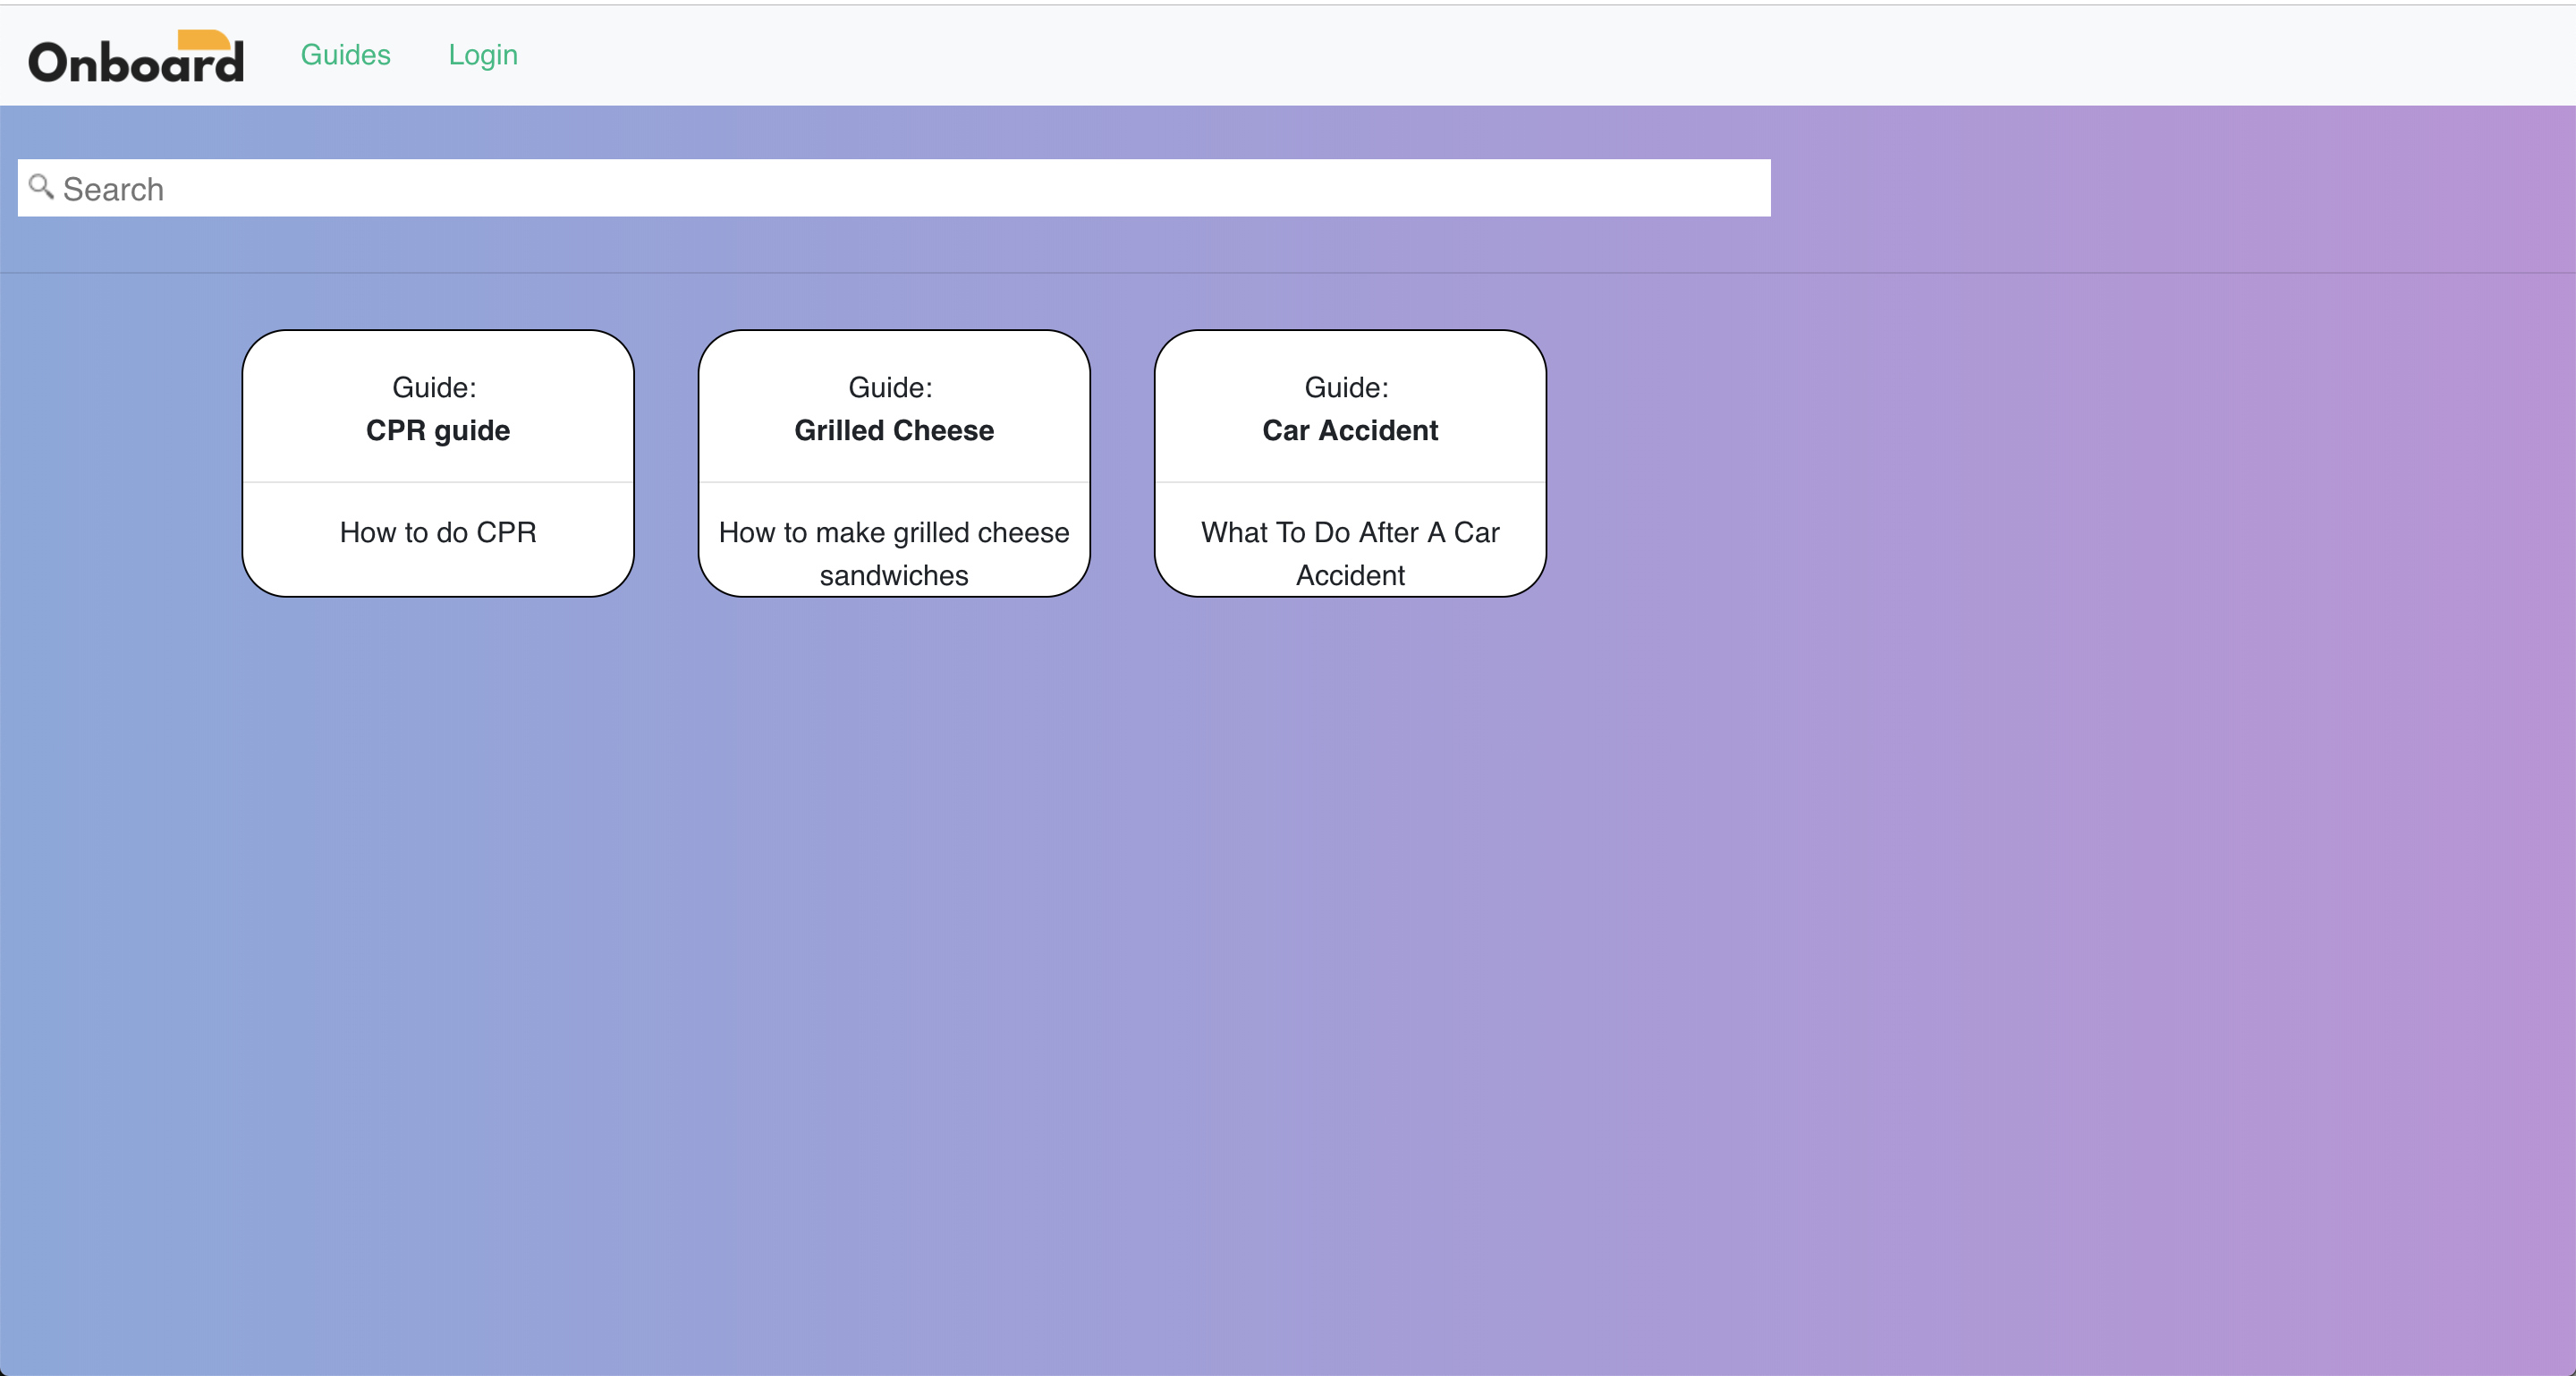 Onboard Guides Login
Search
Guide:
CPR guide
How to do CPR
Guide:
Grilled Cheese
How to make grilled cheese
sandwiches
Guide:
Car Accident
What To Do After A Car
Accident